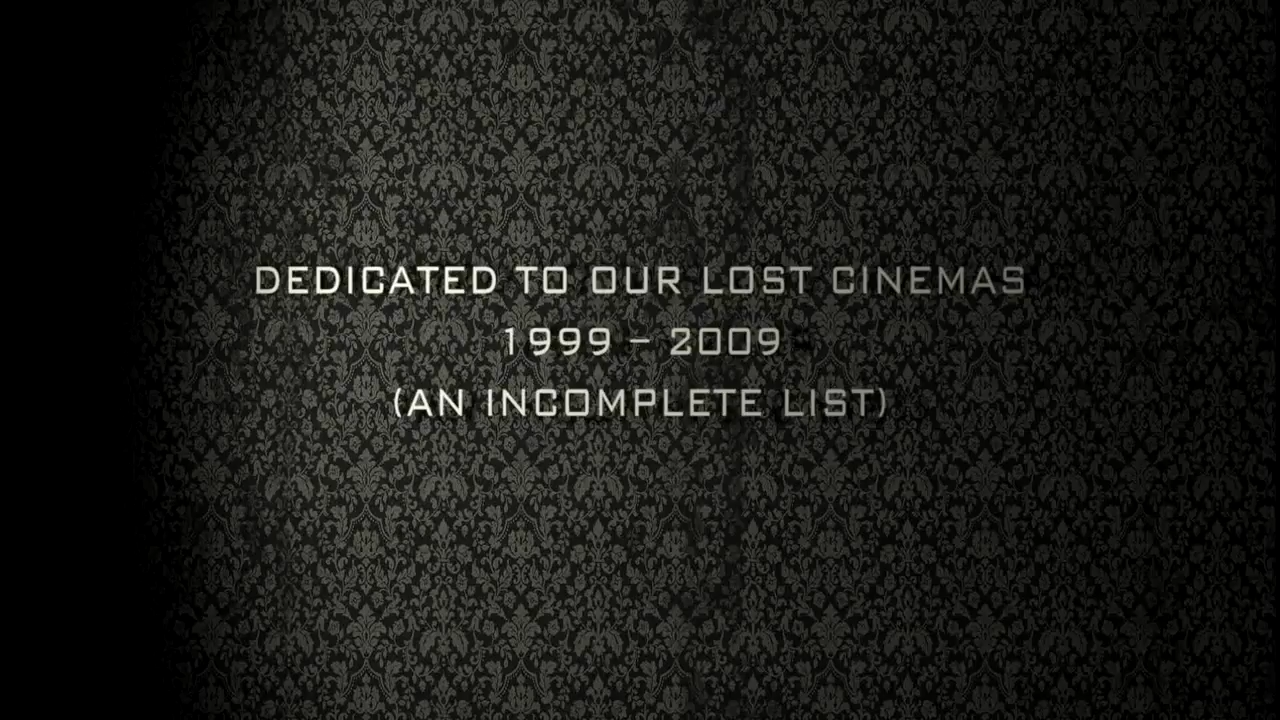 DEDICATED TO OUR LOST CINEMAS
1999 – 2009
(AN INCOMPLETE LIST)